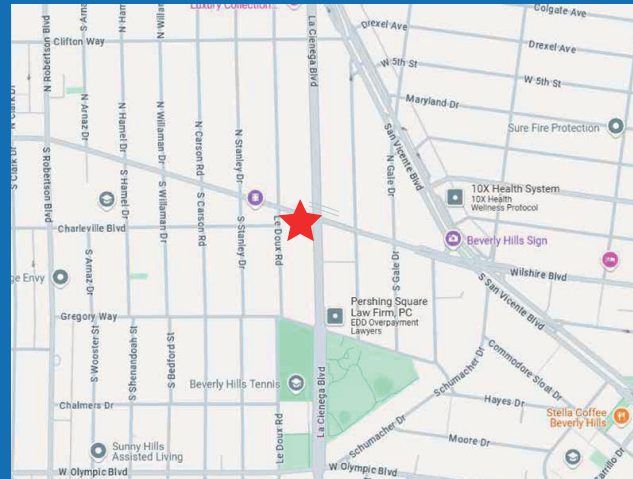 Luxury Collection...
Colgate Ave
Drexel Ave
Drexel Ave
Clifton Way
W 5th St
W 5th St
Maryland Dr
N Robertson Blvd
N Arnaz Dr
N Hamel Dr
N Willaman Dr
N Carson Rd
N Stanley Dr
La Cienega Blvd
San Vicente Blvd
N Gale Dr
Sure Fire Protection
S Clark Dr
S Robertson Blvd
S Hamel Dr
S Willaman Dr
S Carson Rd
S Stanley Dr
Le Doux Rd
10X Health System
10X Health
Wellness Protocol
Beverly Hills Sign
Charleville Blvd
S Arnaz Dr
S Gale Dr
Wilshire Blvd
S San Vicente Blvd
ge Envy
Pershing Square
Law Firm, PC
EDD Overpayment
Lawyers
Gregory Way
S Wooster St
S Shenandoah St
S Bedford St
Beverly Hills Tennis
La Cienega Blvd
Schumacher Dr
Commodore Sloat Dr
Hayes Dr
Stella Coffee
Beverly Hills
Chalmers Dr
Le Doux Rd
Schumacher Dr
Moore Dr
Sunny Hills
Assisted Living
W Olympic Blvd
W Olympic Blvd
Carrillo Dr